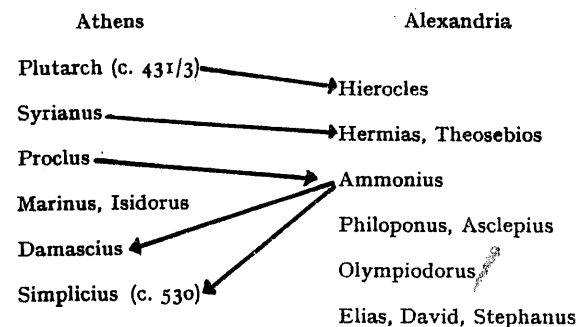 Athens
Plutarch (c. 431/3)
Syrianus
Proclus
Marinus, Isidorus
Damascius
Simplicius (c. 530)
Alexandria
Hierocles
Hermias, Theosebios
Ammonius
Philoponus, Asclepius
Olympiodorus
Elias, David, Stephanus